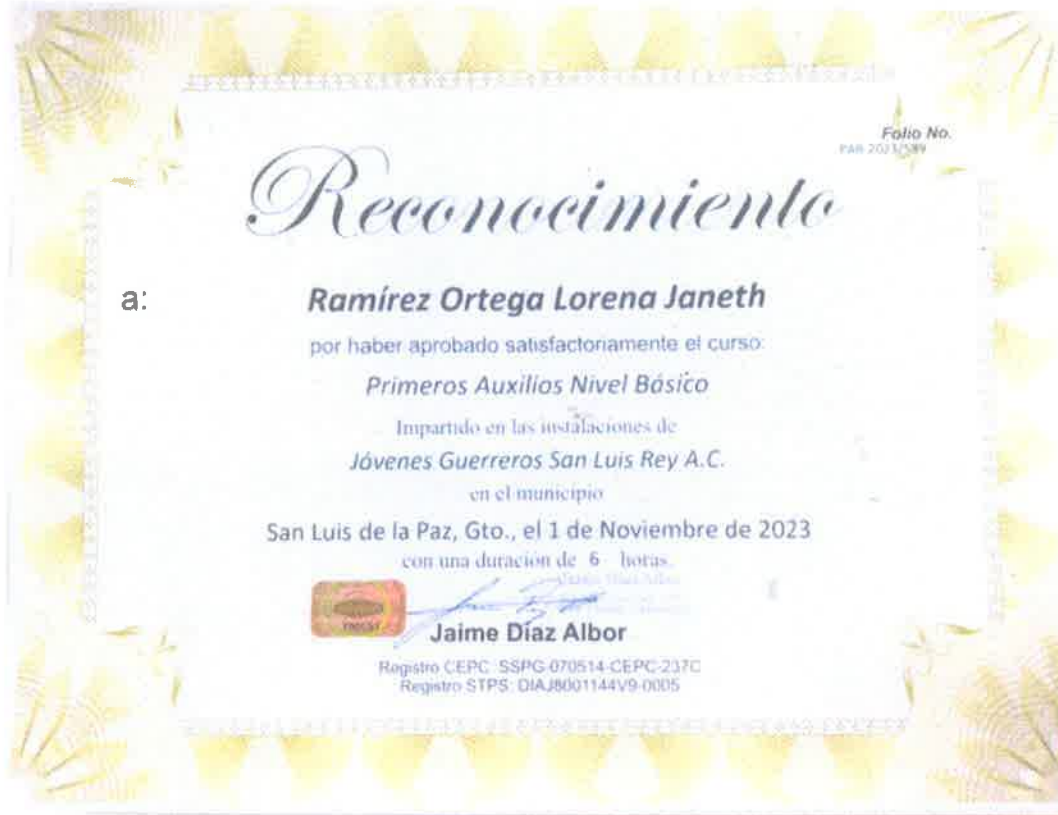 Folio No.
PAB 2023/589
Reconocimiento
a:
Ramírez Ortega Lorena Janeth
por haber aprobado satisfactoriamente el curso:
Primeros Auxilios Nivel Básico
Impartido en las instalaciones de
Jóvenes Guerreros San Luis Rey A.C.
en el municipio
San Luis de la Paz, Gto., el 1 de Noviembre de 2023
con una duración de 6 horas.
Jaime Díaz Albor
Registro CEPC: SSPG-070514-CEPC-237C
Registro STPS: DIAJ8001144V9-0005